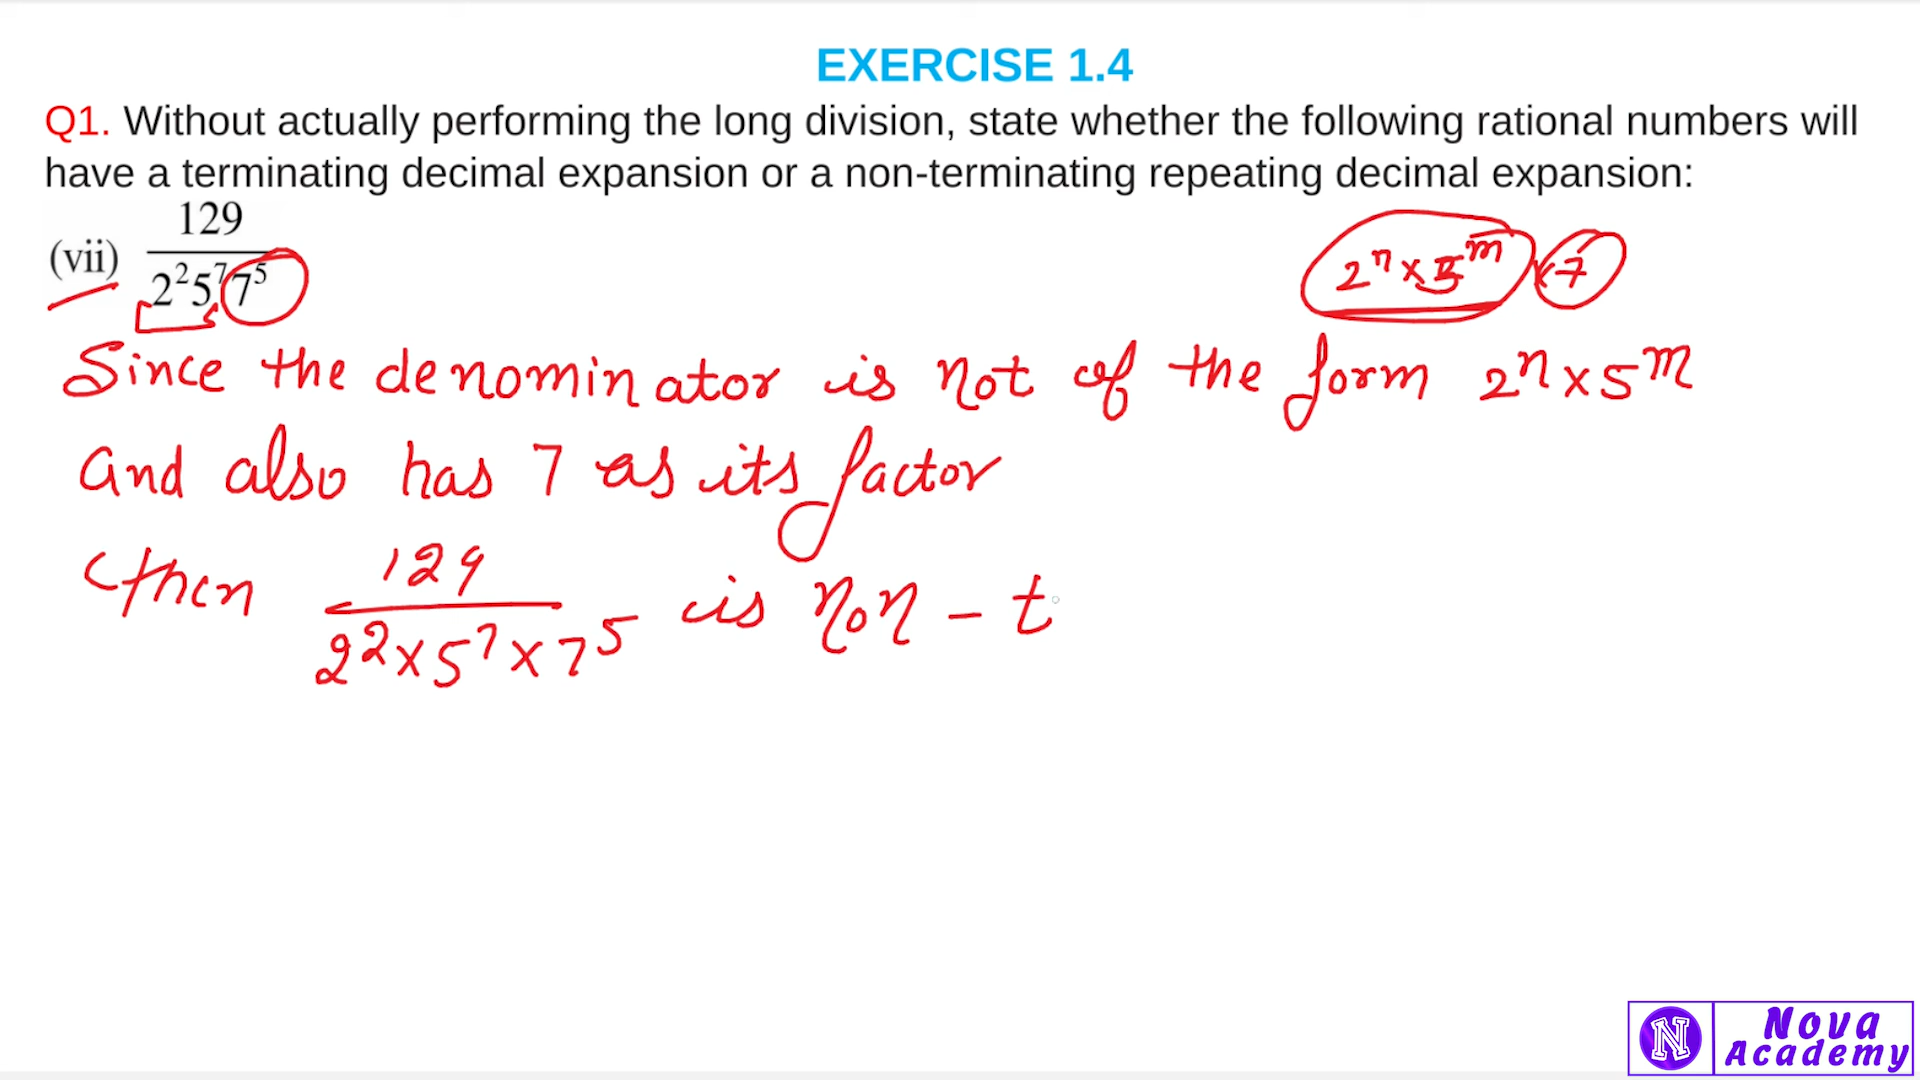 EXERCISE 1.4
Q1. Without actually performing the long division, state whether the following rational numbers will
have a terminating decimal expansion or a non-terminating repeating decimal expansion:
(vii) 129/2²5⁷7⁵
2ⁿ × 5ᵐ × 7
Since the denominator is not of the form 2ⁿ × 5ᵐ
and also has 7 as its factor
then 129/2² × 5⁷ × 7⁵ is non - t
N Nova
Academy